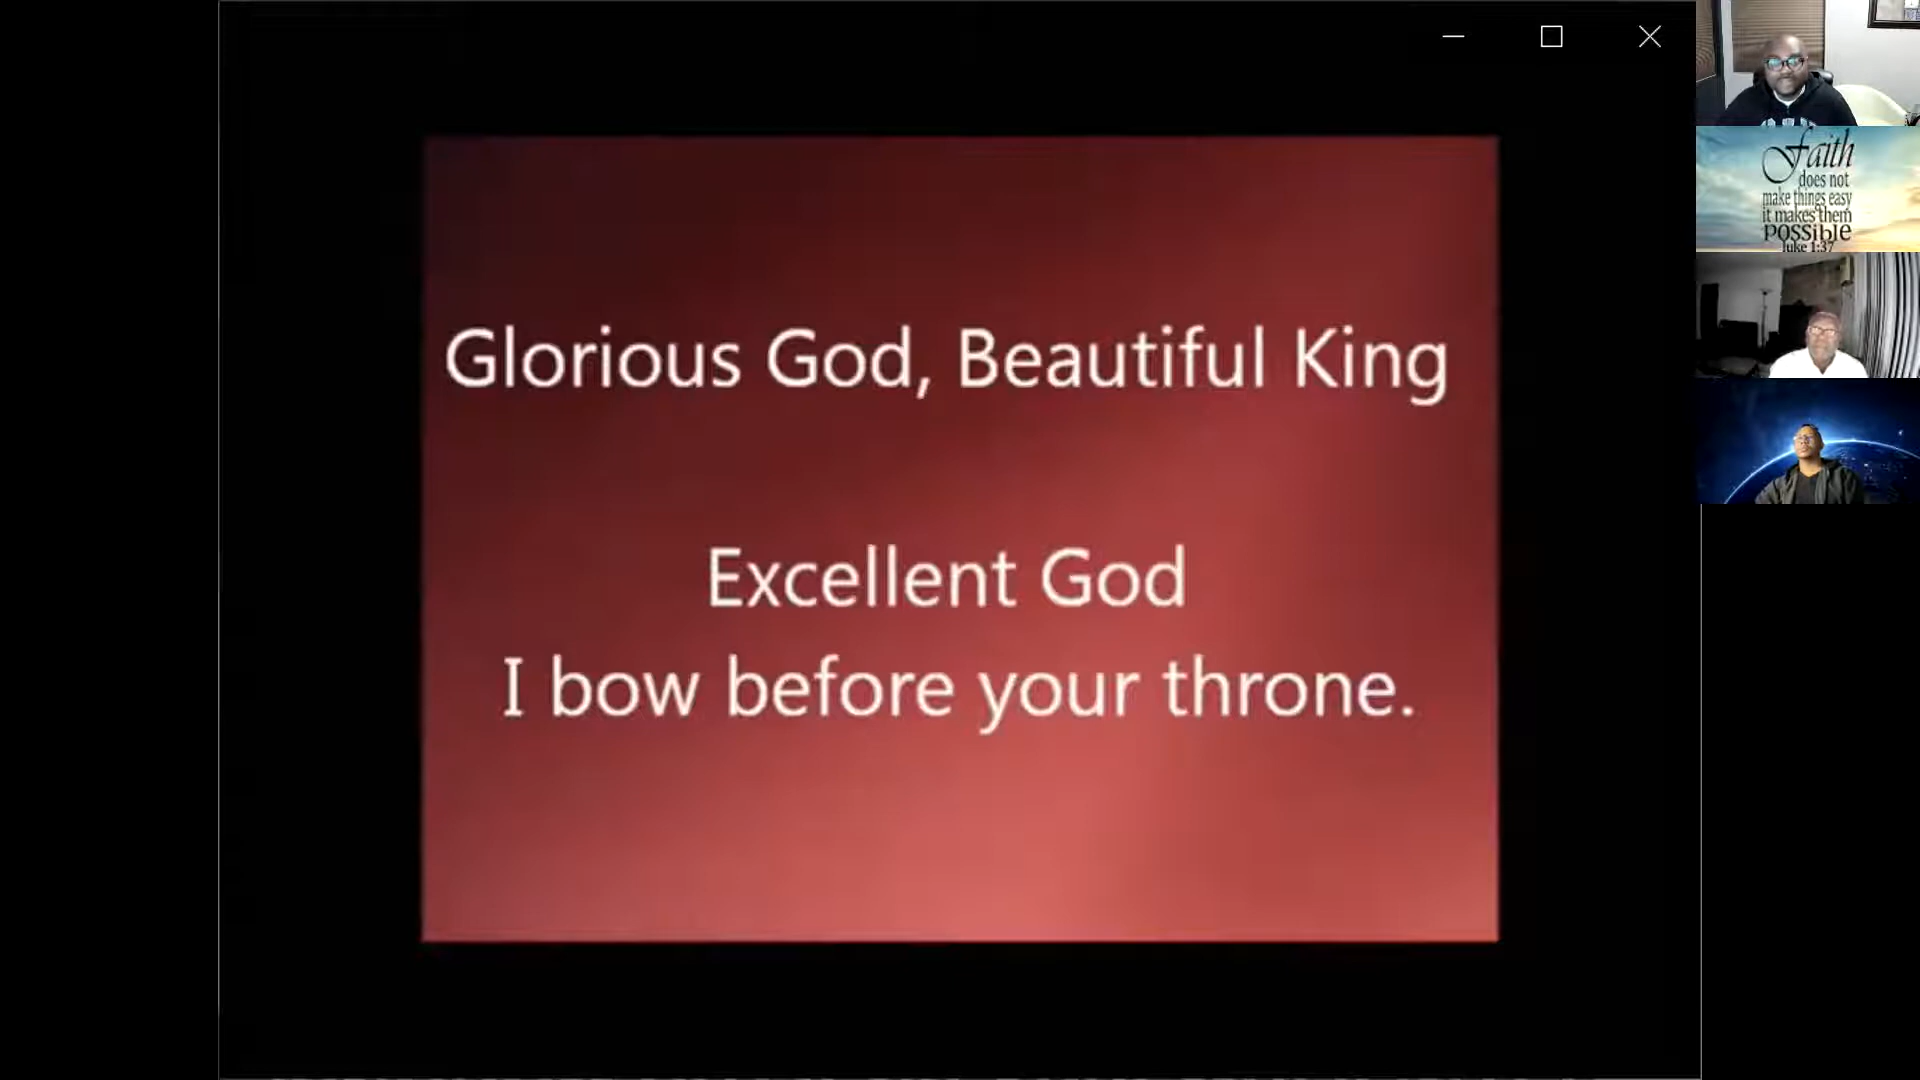 Glorious God, Beautiful King
Excellent God
I bow before your throne.
Faith
does not
make things easy
it makes them
possible
luke 1:37